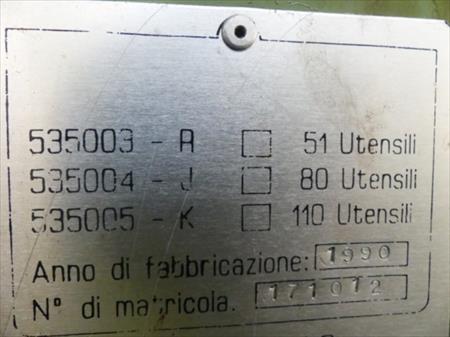 535003 - A 51 Utensili
535004 - J 80 Utensili
535005 - K 110 Utensili
Anno di fabbricazione: 1990
N° di matricola. 171012